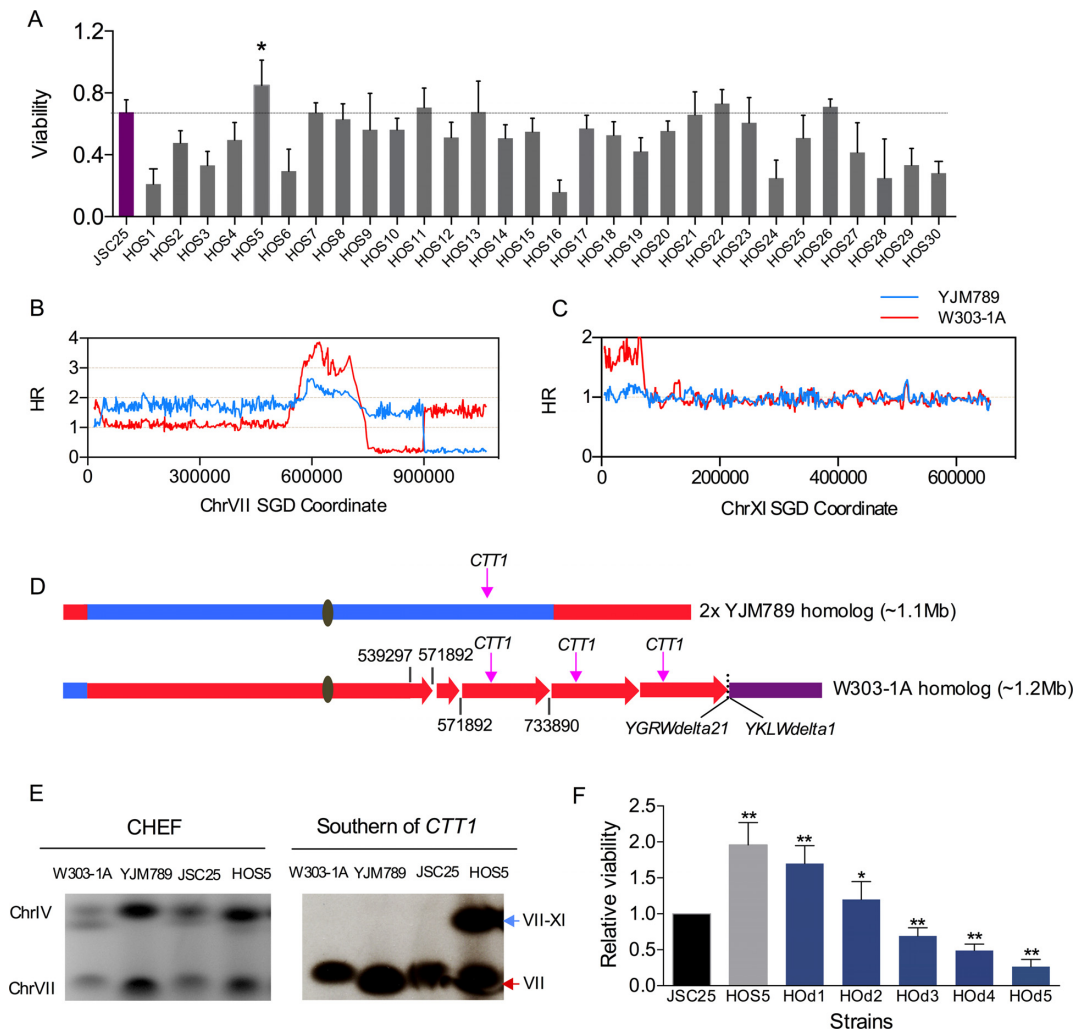 A
1.2
0.8
0.4
0.0
Viability
*
JSC25
HOS1
HOS2
HOS3
HOS4
HOS5
HOS6
HOS7
HOS8
HOS9
HOS10
HOS11
HOS12
HOS13
HOS14
HOS15
HOS16
HOS17
HOS18
HOS19
HOS20
HOS21
HOS22
HOS23
HOS24
HOS25
HOS26
HOS27
HOS28
HOS29
HOS30
B
4
3
2
1
0
HR
0
300000
600000
900000
ChrVII SGD Coordinate
C
YJM789
W303-1A
2
1
0
HR
0
200000
400000
600000
ChrXI SGD Coordinate
D
CTT1
2x YJM789 homolog (~1.1Mb)
539297
571892
CTT1
CTT1
CTT1
W303-1A homolog (~1.2Mb)
571892
733890
YGRWdelta21
YKLWdelta1
E
CHEF
W303-1A YJM789 JSC25 HOS5
ChrIV
ChrVII
Southern of CTT1
W303-1A YJM789 JSC25 HOS5
VII-XI
VII
F
2.5
2.0
1.5
1.0
0.5
0.0
Relative viability
**
**
*
**
**
**
JSC25 HOS5 HOd1 HOd2 HOd3 HOd4 HOd5
Strains